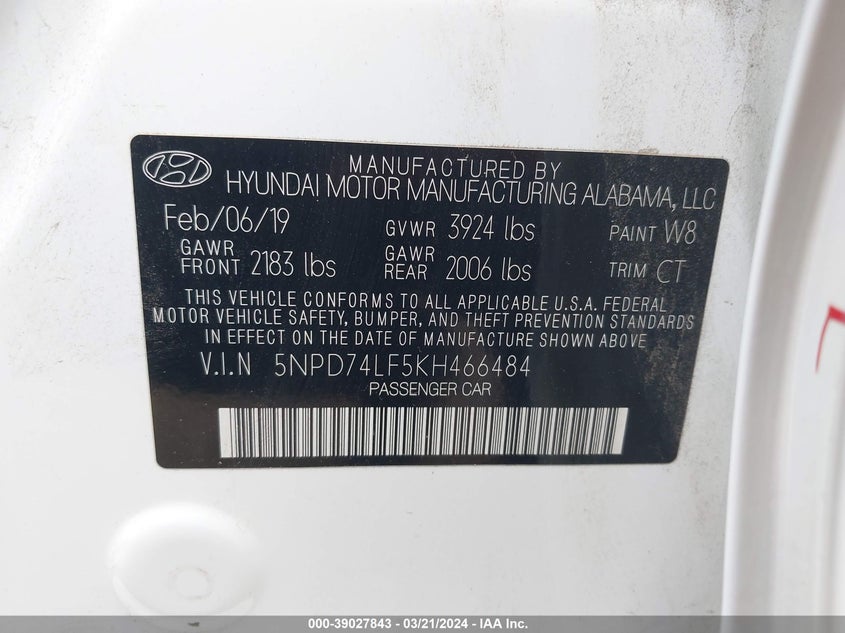 MANUFACTURED BY
HYUNDAI MOTOR MANUFACTURING ALABAMA, LLC
Feb/06/19 GVWR 3924 lbs PAINT W8
GAWR FRONT 2183 lbs GAWR REAR 2006 lbs TRIM CT
THIS VEHICLE CONFORMS TO ALL APPLICABLE U.S.A. FEDERAL
MOTOR VEHICLE SAFETY, BUMPER, AND THEFT PREVENTION STANDARDS
IN EFFECT ON THE DATE OF MANUFACTURE SHOWN ABOVE
V.I.N 5NPD74LF5KH466484
PASSENGER CAR
000-39027843 / 03/21/2024 - IAA, Inc.